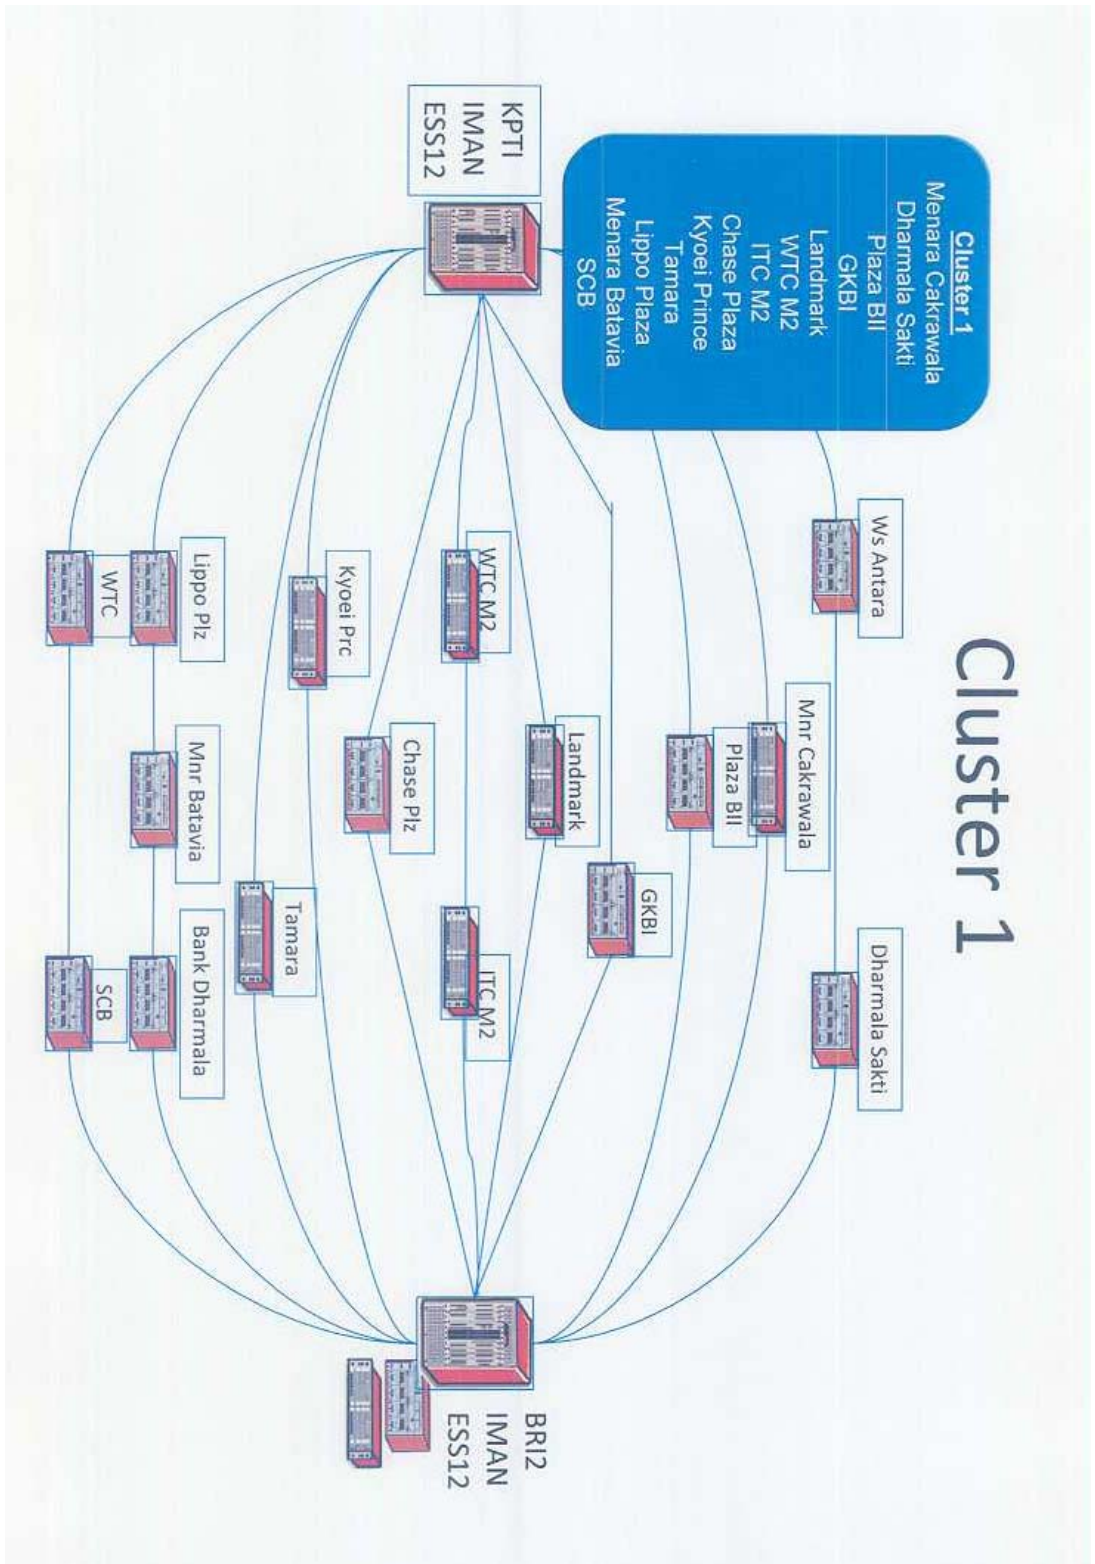 Cluster 1
Cluster 1
Menara Cakrawala
Dharmala Sakti
Plaza BII
GKBI
Landmark
WTC M2
ITC M2
Chase Plaza
Kyoei Prince
Tamara
Lippo Plaza
Menara Batavia
SCB
Ws Antara
Dharmala Sakti
Mnr Cakrawala
Plaza BII
GKBI
Landmark
WTC M2
ITC M2
Chase Plz
Kyoei Prc
Tamara
Lippo Plz
Mnr Batavia
Bank Dharmala
WTC
SCB
KPTI
IMAN
ESS12
BRI2
IMAN
ESS12